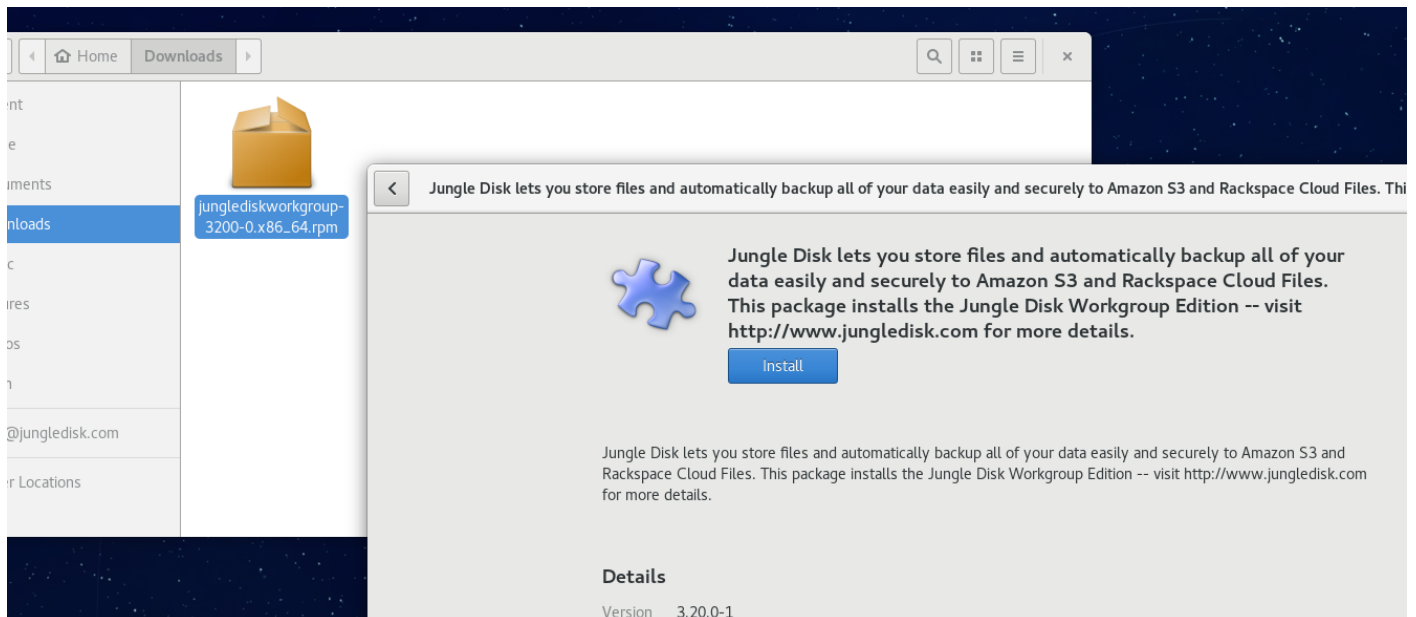 Home
Downloads
ent
e
uments
nloads
c
ures
os
n
@jungledisk.com
er Locations
junglediskworkgroup-
3200-0.x86_64.rpm
Jungle Disk lets you store files and automatically backup all of your data easily and securely to Amazon S3 and Rackspace Cloud Files. Thi
Jungle Disk lets you store files and automatically backup all of your
data easily and securely to Amazon S3 and Rackspace Cloud Files.
This package installs the Jungle Disk Workgroup Edition -- visit
http://www.jungledisk.com for more details.
Install
Jungle Disk lets you store files and automatically backup all of your data easily and securely to Amazon S3 and
Rackspace Cloud Files. This package installs the Jungle Disk Workgroup Edition -- visit http://www.jungledisk.com
for more details.
Details
Version 3.20.0-1